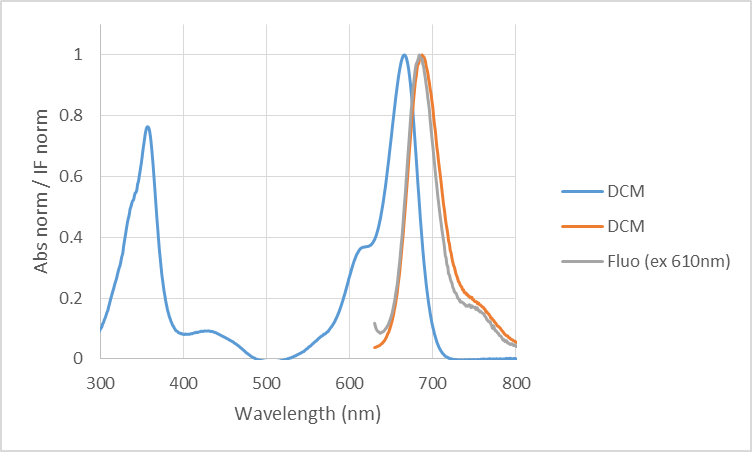 Abs norm / IF norm
1
0.8
0.6
0.4
0.2
0
300 400 500 600 700 800
Wavelength (nm)
DCM
DCM
Fluo (ex 610nm)